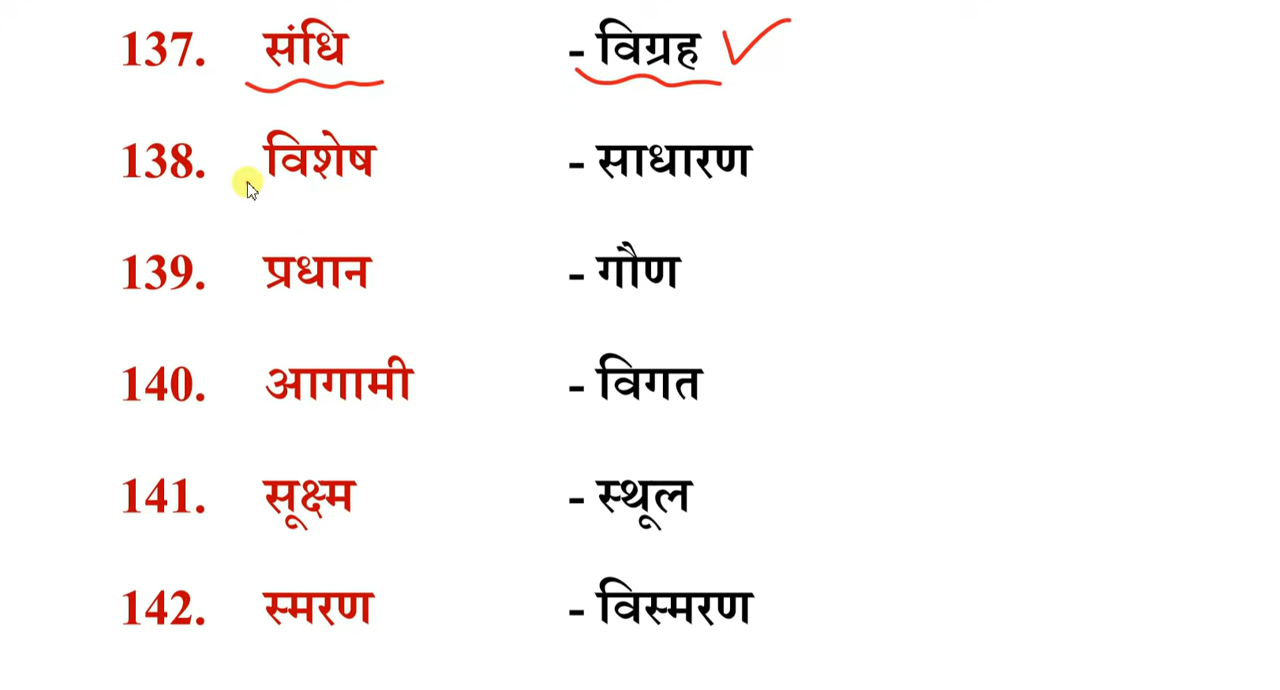 137. संधि - विग्रह
138. विशेष - साधारण
139. प्रधान - गौण
140. आगामी - विगत
141. सूक्ष्म - स्थूल
142. स्मरण - विस्मरण